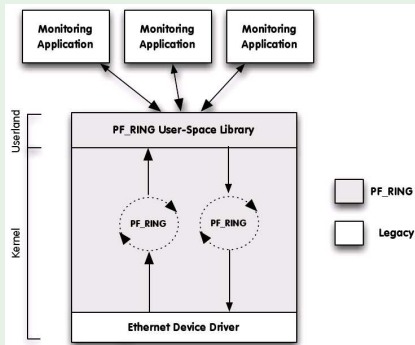 Monitoring
Application
Monitoring
Application
Monitoring
Application
Userland
PF_RING User-Space Library
Kernel
PF_RING
PF_RING
PF_RING
Legacy
Ethernet Device Driver